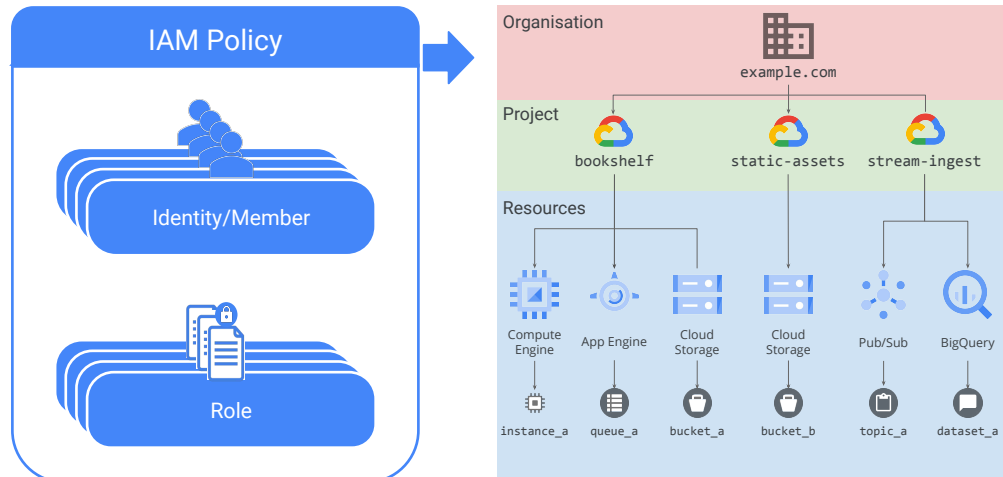 IAM Policy
Identity/Member
Role
Organisation
example.com
Project
bookshelf
static-assets
stream-ingest
Resources
Compute
Engine
App Engine
Cloud
Storage
Cloud
Storage
Pub/Sub
BigQuery
instance_a
queue_a
bucket_a
bucket_b
topic_a
dataset_a